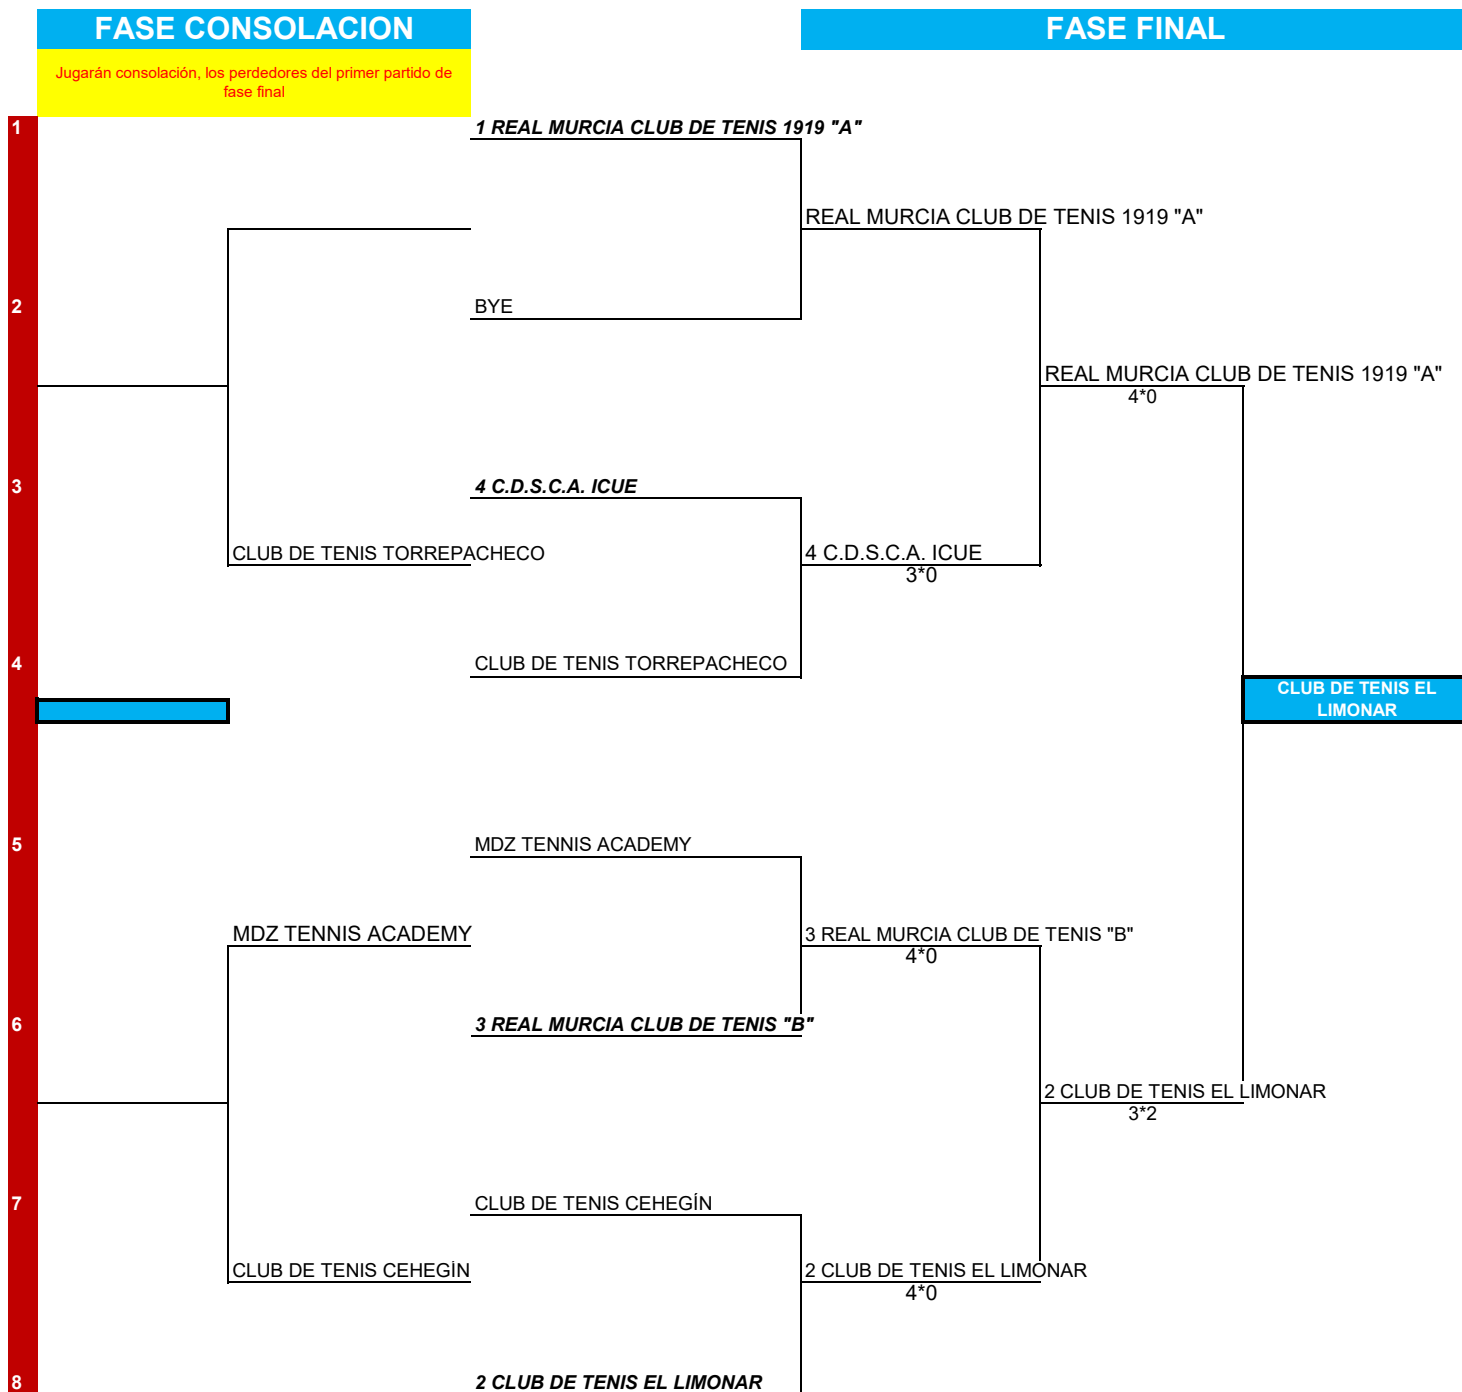 FASE CONSOLACION
FASE FINAL
Jugarán consolación, los perdedores del primer partido de
fase final
1
1 REAL MURCIA CLUB DE TENIS 1919 "A"
REAL MURCIA CLUB DE TENIS 1919 "A"
2
BYE
REAL MURCIA CLUB DE TENIS 1919 "A"
4*0
3
4 C.D.S.C.A. ICUE
CLUB DE TENIS TORREPACHECO
4 C.D.S.C.A. ICUE
3*0
4
CLUB DE TENIS TORREPACHECO
CLUB DE TENIS EL
LIMONAR
5
MDZ TENNIS ACADEMY
MDZ TENNIS ACADEMY
3 REAL MURCIA CLUB DE TENIS "B"
4*0
6
3 REAL MURCIA CLUB DE TENIS "B"
2 CLUB DE TENIS EL LIMONAR
3*2
7
CLUB DE TENIS CEHEGÍN
CLUB DE TENIS CEHEGÍN
2 CLUB DE TENIS EL LIMONAR
4*0
8
2 CLUB DE TENIS EL LIMONAR